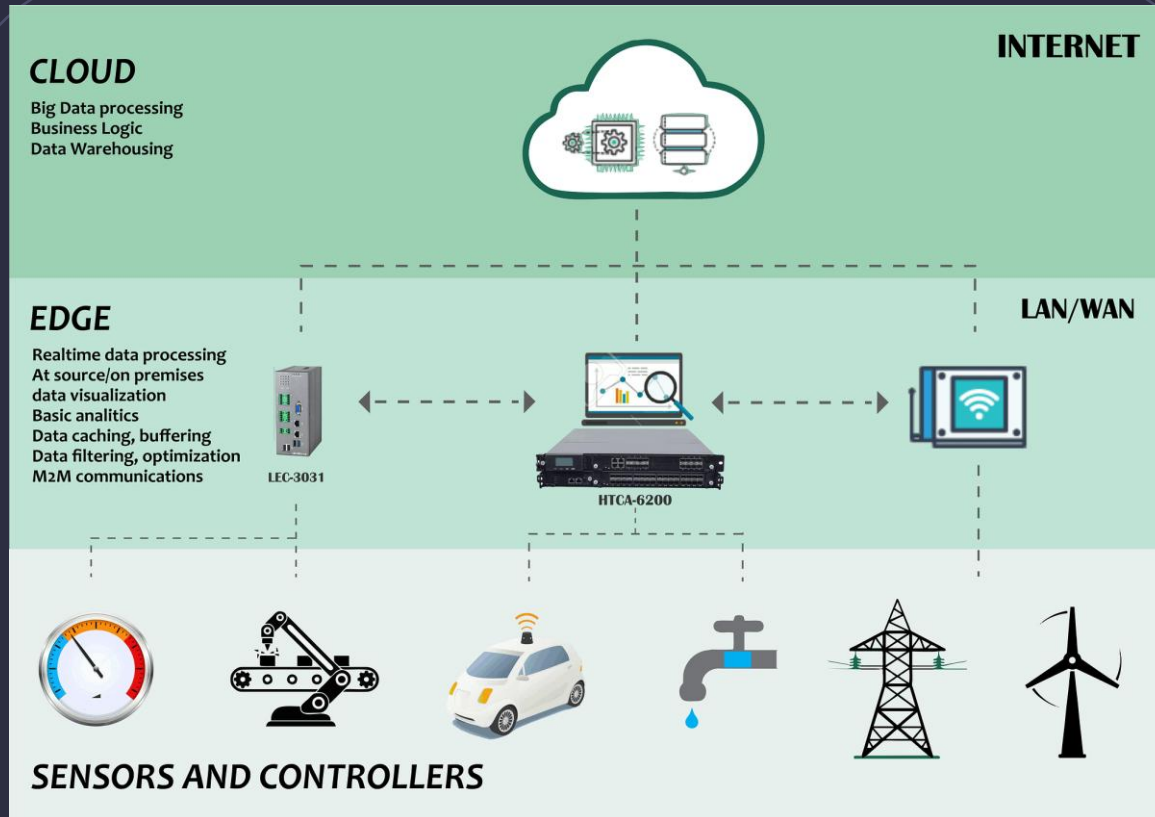 CLOUD
Big Data processing
Business Logic
Data Warehousing
INTERNET
EDGE
Realtime data processing
At source/on premises
data visualization
Basic analitics
Data caching, buffering
Data filtering, optimization
M2M communications
LAN/WAN
LEC-3031
HTCA-6200
SENSORS AND CONTROLLERS